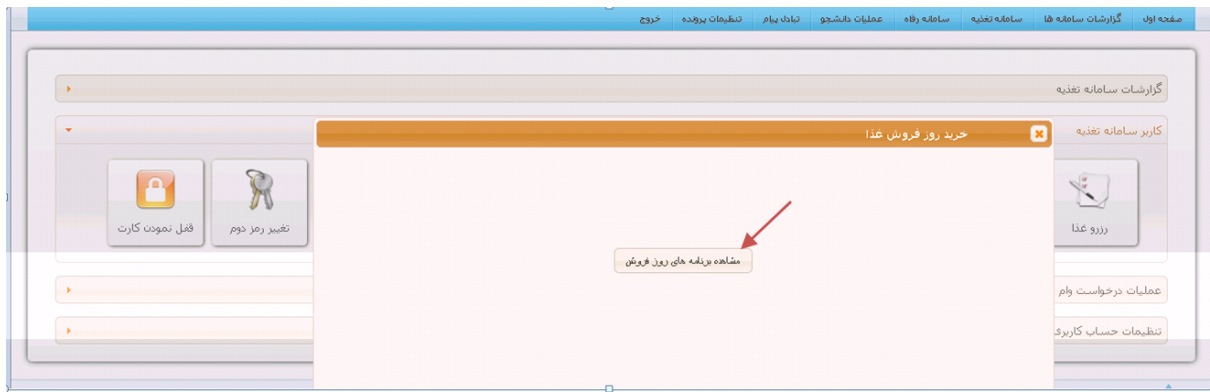 صفحه اول گزارشات سامانه ها سامانه تغذیه سامانه رفاه عملیات دانشجو تبادل پیام تنظیمات پرونده خروج
گزارشات سامانه تغذیه
کاربر سامانه تغذیه
خرید روز فروش غذا
رزرو غذا
تغییر رمز دوم
قفل نمودن کارت
مشاهده برنامه های روز فروش
عملیات درخواست وام
تنظیمات حساب کاربری